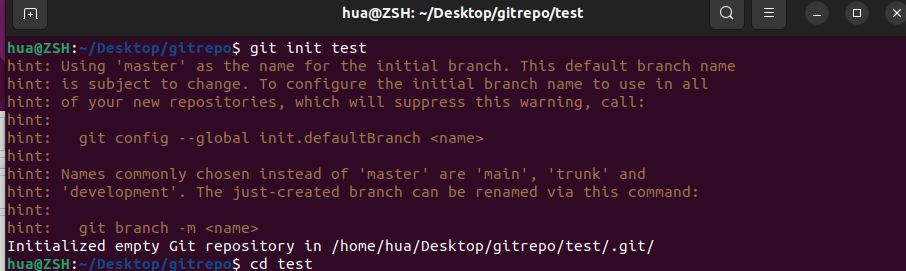 hua@ZSH: ~/Desktop/gitrepo/test
hua@ZSH:~/Desktop/gitrepo$ git init test
hint: Using 'master' as the name for the initial branch. This default branch name
hint: is subject to change. To configure the initial branch name to use in all
hint: of your new repositories, which will suppress this warning, call:
hint:
hint:   git config --global init.defaultBranch <name>
hint:
hint: Names commonly chosen instead of 'master' are 'main', 'trunk' and
hint: 'development'. The just-created branch can be renamed via this command:
hint:
hint:   git branch -m <name>
Initialized empty Git repository in /home/hua/Desktop/gitrepo/test/.git/
hua@ZSH:~/Desktop/gitrepo$ cd test